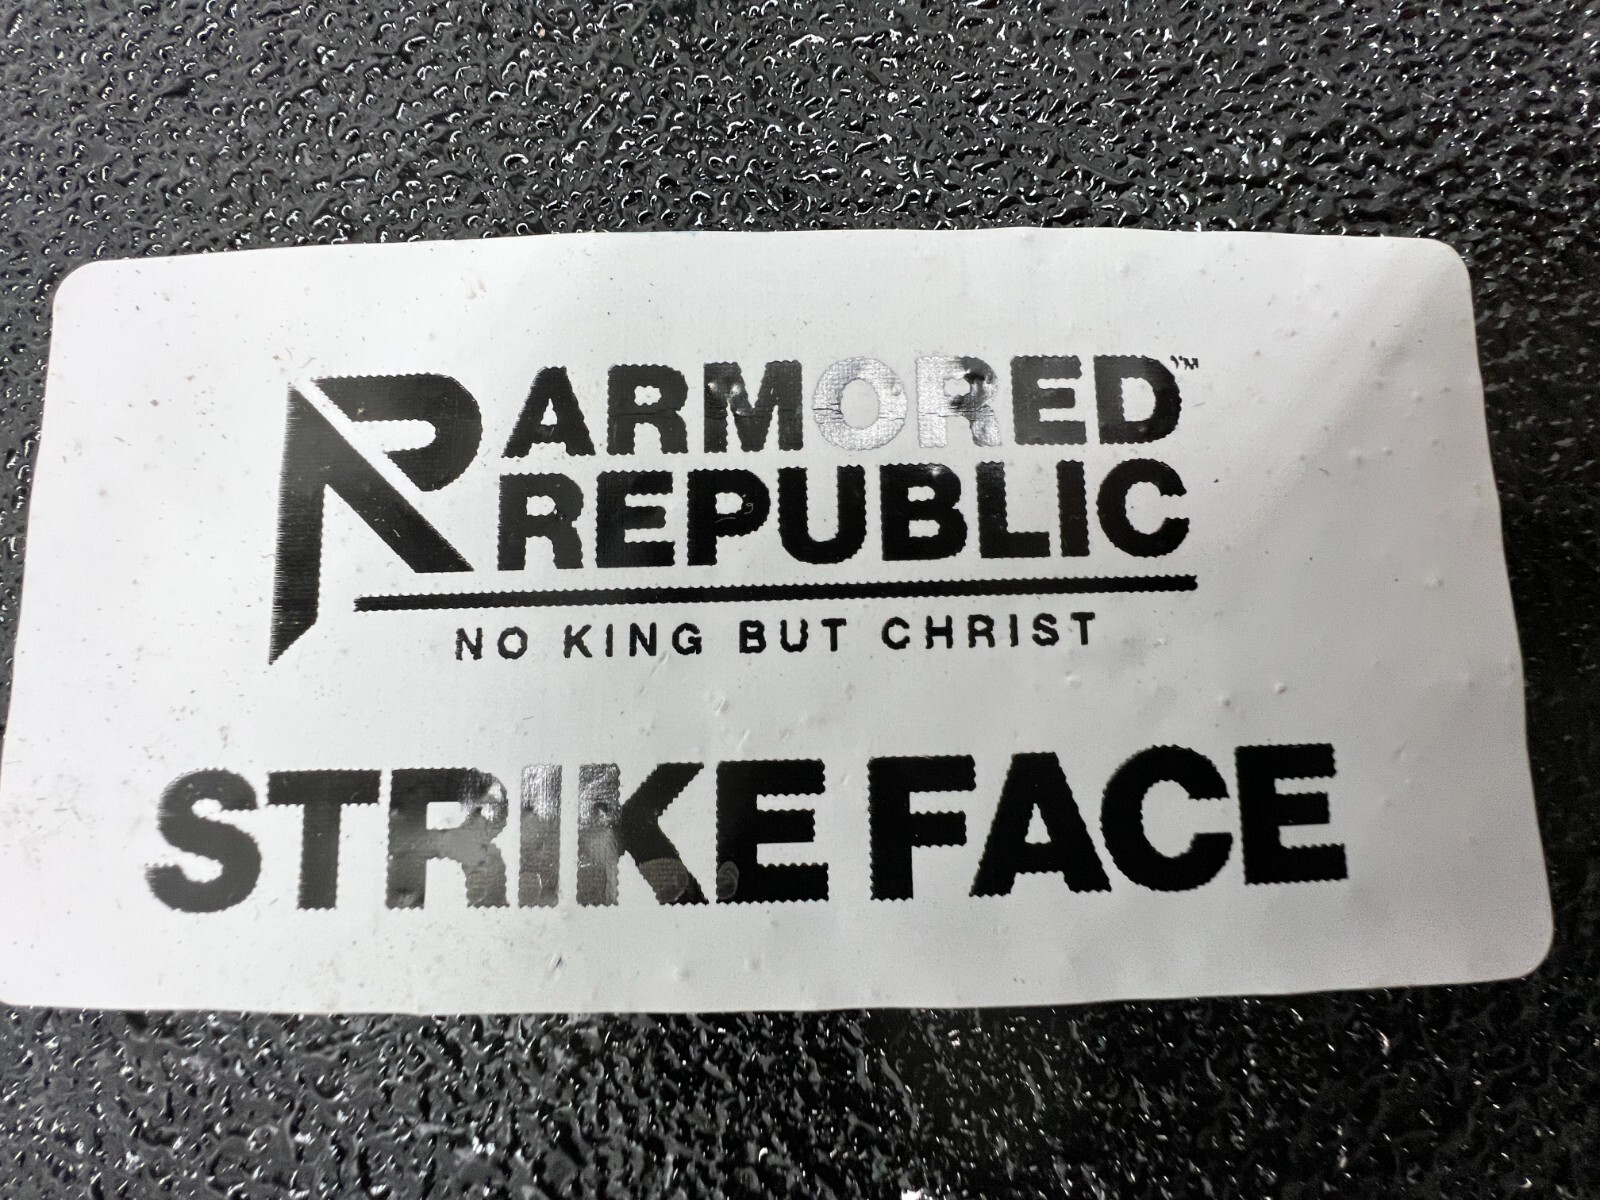 ARMORED™
REPUBLIC
NO KING BUT CHRIST
STRIKE FACE